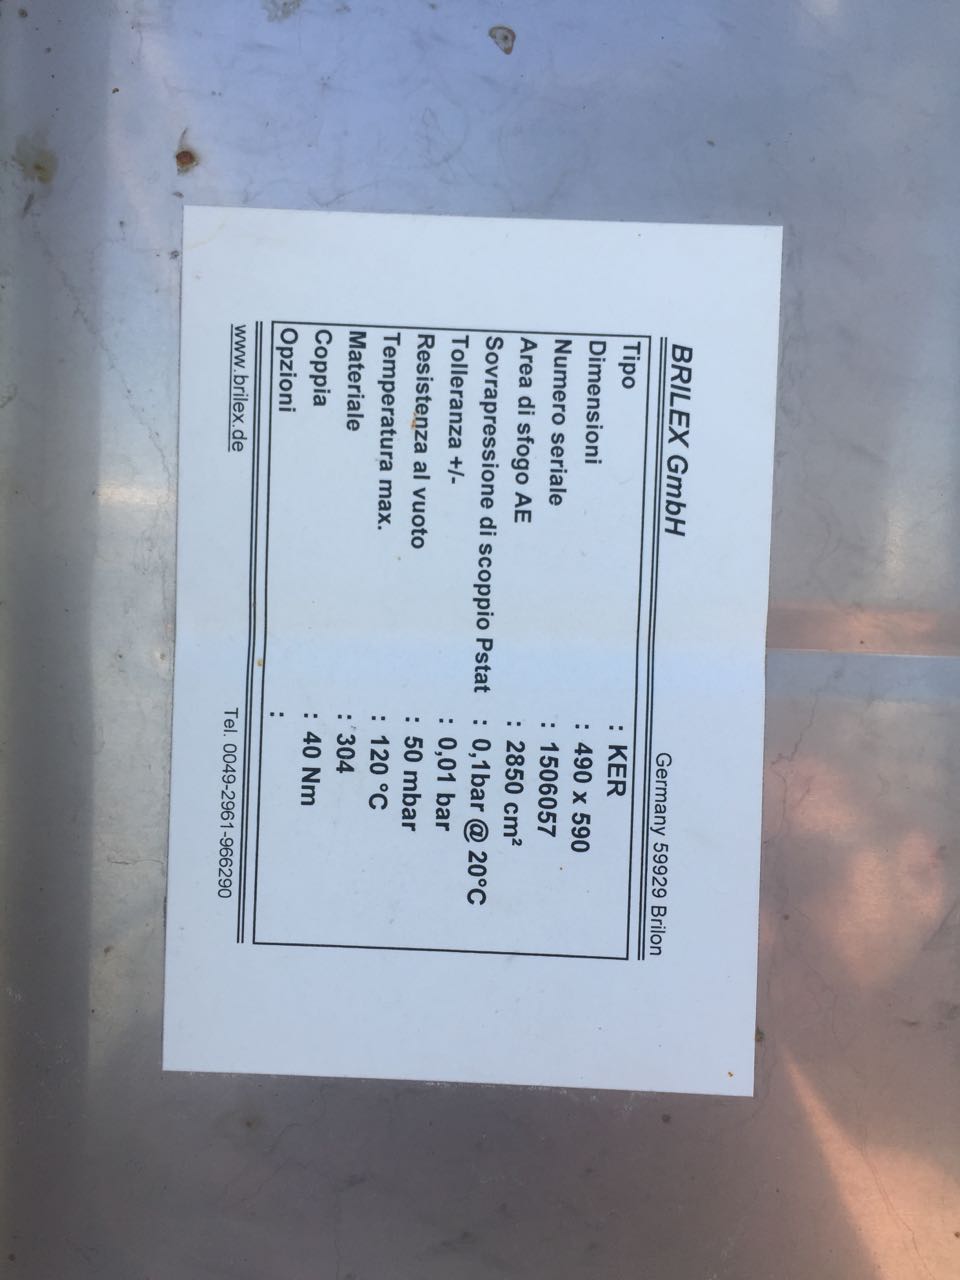 BRILEX GmbH Germany 59929 Brilon
Tipo : KER
Dimensioni : 490 x 590
Numero seriale : 1506057
Area di sfogo AE : 2850 cm²
Sovrapressione di scoppio Pstat : 0,1bar @ 20°C
Tolleranza +/- : 0,01 bar
Resistenza al vuoto : 50 mbar
Temperatura max. : 120 °C
Materiale : 304
Coppia : 40 Nm
Opzioni :
www.brilex.de Tel. 0049-2961-966290